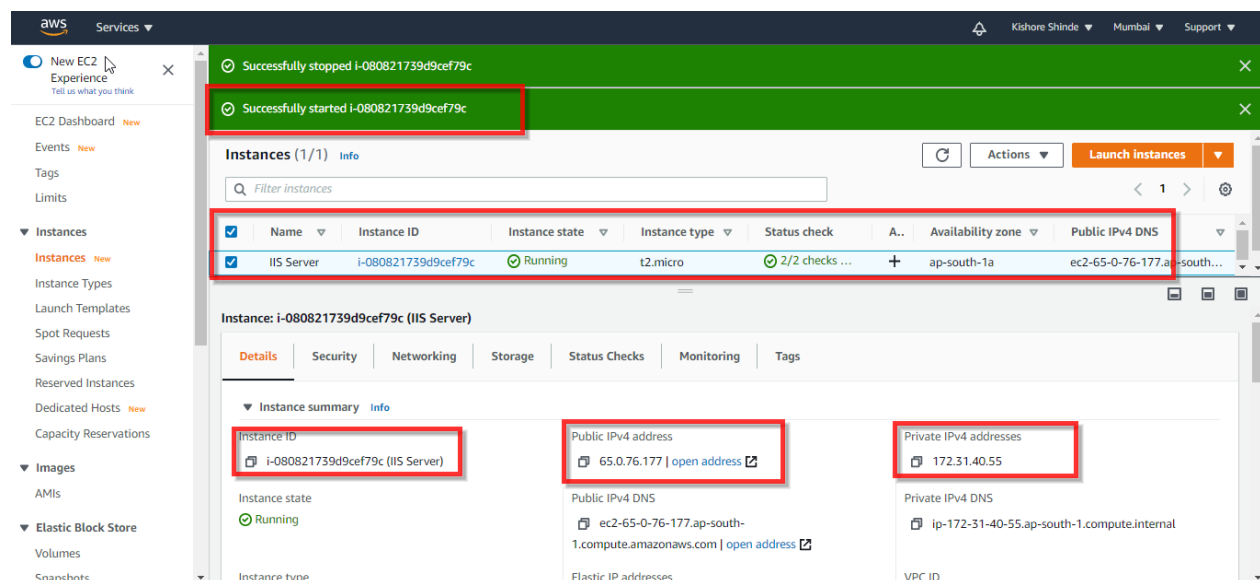 aws Services ▼ Kishore Shinde ▼ Mumbai ▼ Support ▼
New EC2
Experience
Tell us what you think
EC2 Dashboard New
Events New
Tags
Limits
▼ Instances
Instances New
Instance Types
Launch Templates
Spot Requests
Savings Plans
Reserved Instances
Dedicated Hosts New
Capacity Reservations
▼ Images
AMIs
▼ Elastic Block Store
Volumes
Snapshots
Successfully stopped i-080821739d9cef79c
Successfully started i-080821739d9cef79c
Instances (1/1) Info
Actions ▼ Launch instances ▼
Filter instances
< 1 >
Name Instance ID Instance state Instance type Status check A.. Availability zone Public IPv4 DNS
IIS Server i-080821739d9cef79c Running t2.micro 2/2 checks ... + ap-south-1a ec2-65-0-76-177.ap-south...
Instance: i-080821739d9cef79c (IIS Server)
Details Security Networking Storage Status Checks Monitoring Tags
▼ Instance summary Info
Instance ID Public IPv4 address Private IPv4 addresses
i-080821739d9cef79c (IIS Server) 65.0.76.177 | open address 172.31.40.55
Instance state Public IPv4 DNS Private IPv4 DNS
Running ec2-65-0-76-177.ap-south- ip-172-31-40-55.ap-south-1.compute.internal
1.compute.amazonaws.com | open address
Instance type Elastic IP addresses VPC ID